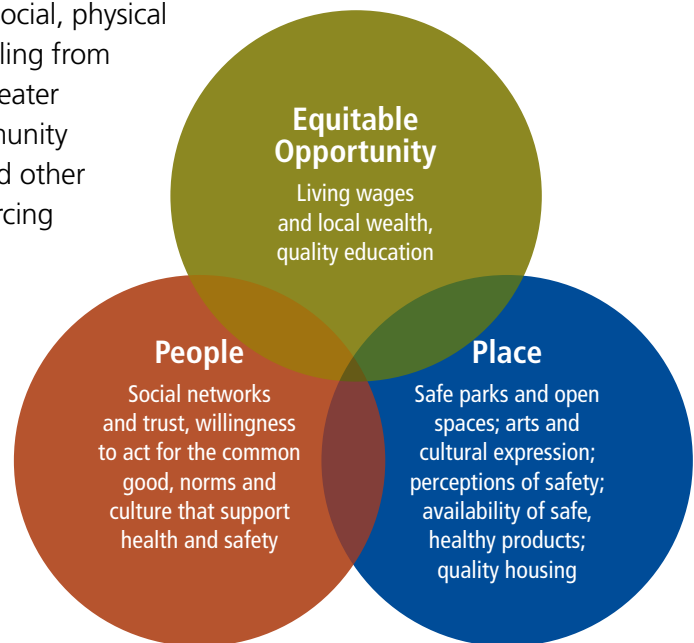 ocial, physical
ling from
eater
munity
d other
rcing
Equitable
Opportunity
Living wages
and local wealth,
quality education
People
Social networks
and trust, willingness
to act for the common
good, norms and
culture that support
health and safety
Place
Safe parks and open
spaces; arts and
cultural expression;
perceptions of safety;
availability of safe,
healthy products;
quality housing